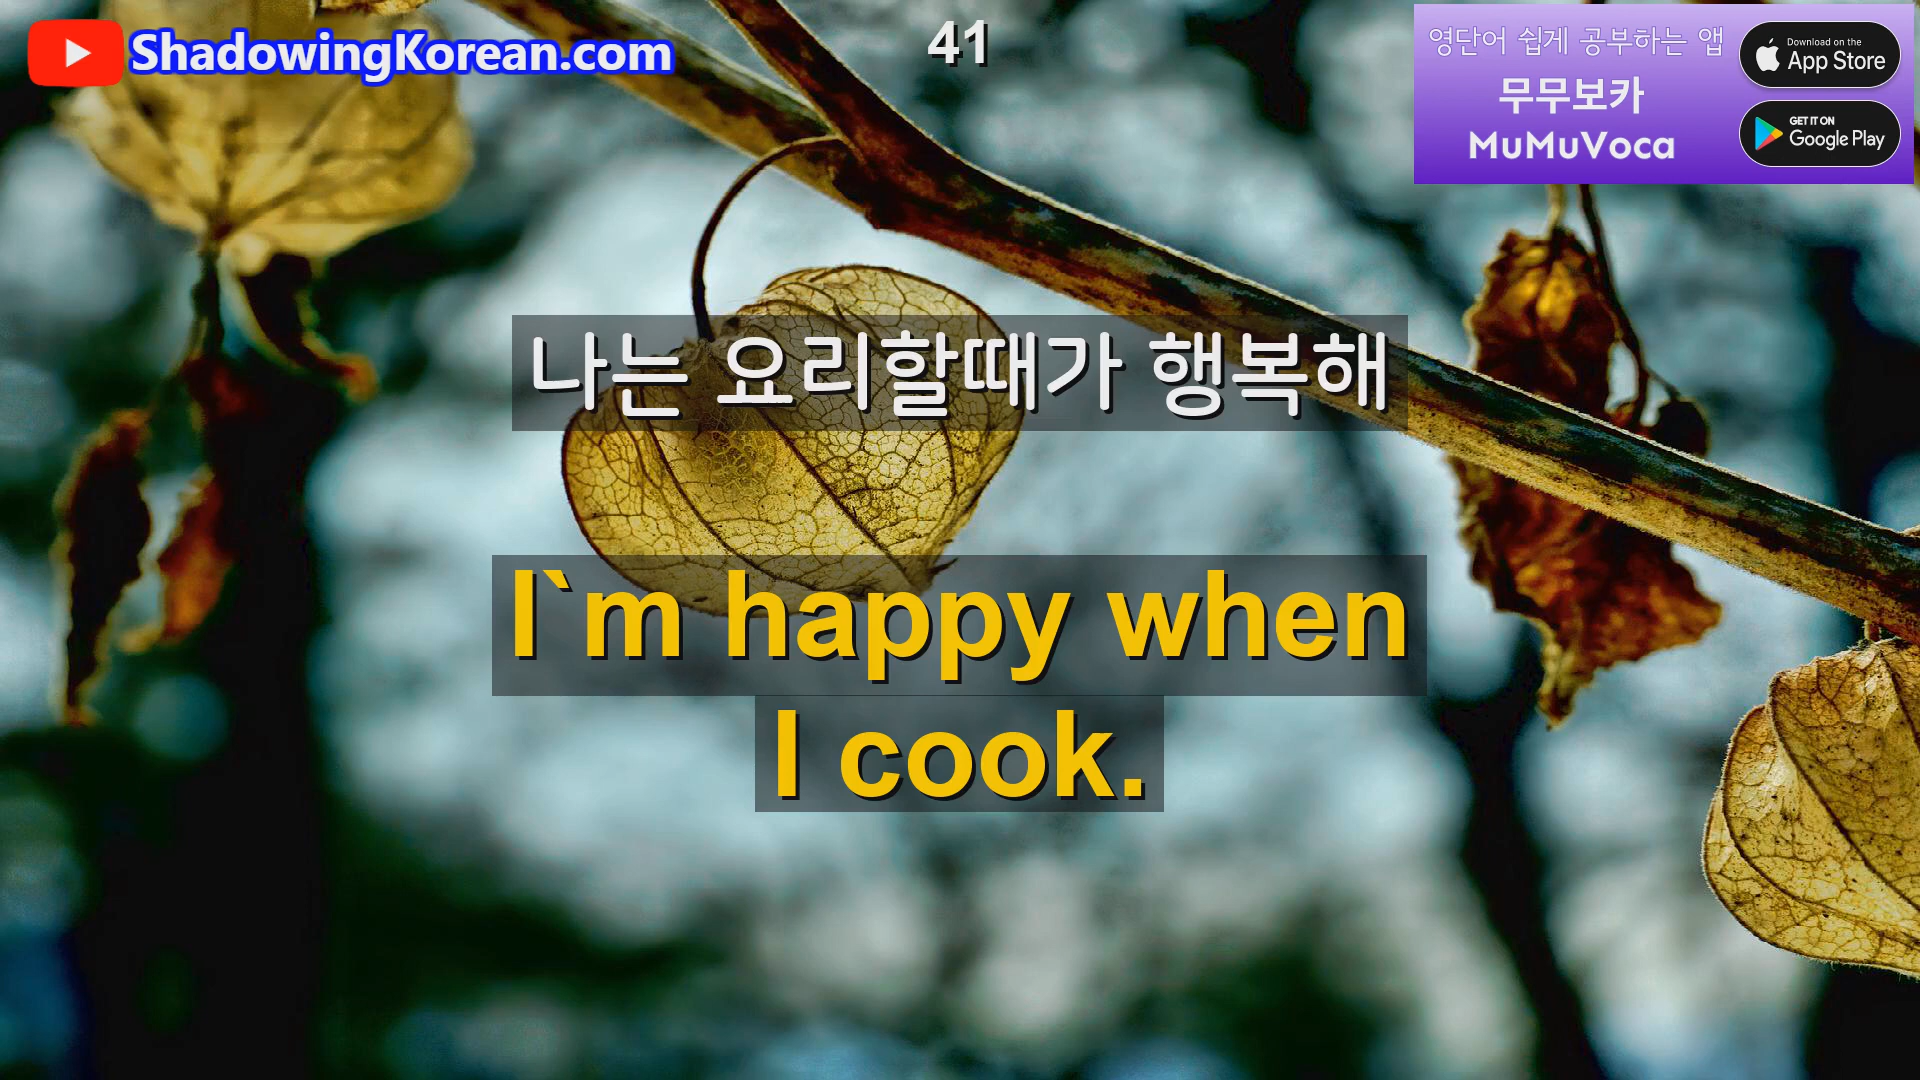 ShadowingKorean.com
41
영단어 쉽게 공부하는 앱
무무보카
MuMuVoca
Download on the
App Store
GET IT ON
Google Play
나는 요리할때가 행복해
I`m happy when
I cook.